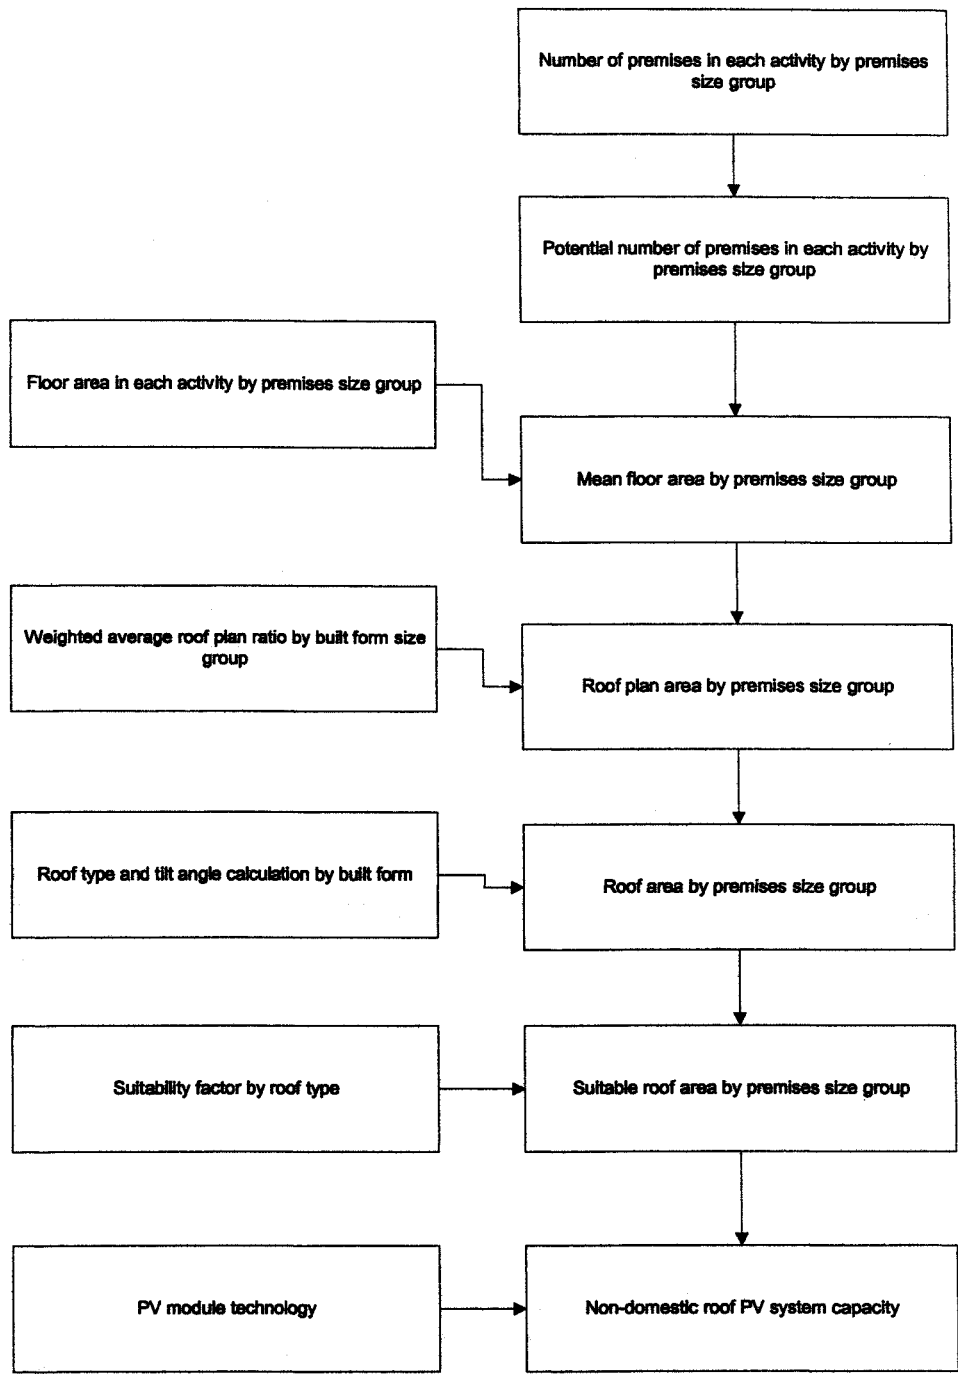 Number of premises in each activity by premises
size group
Potential number of premises in each activity by
premises size group
Floor area in each activity by premises size group
Mean floor area by premises size group
Weighted average roof plan ratio by built form size
group
Roof plan area by premises size group
Roof type and tilt angle calculation by built form
Roof area by premises size group
Suitability factor by roof type
Suitable roof area by premises size group
PV module technology
Non-domestic roof PV system capacity